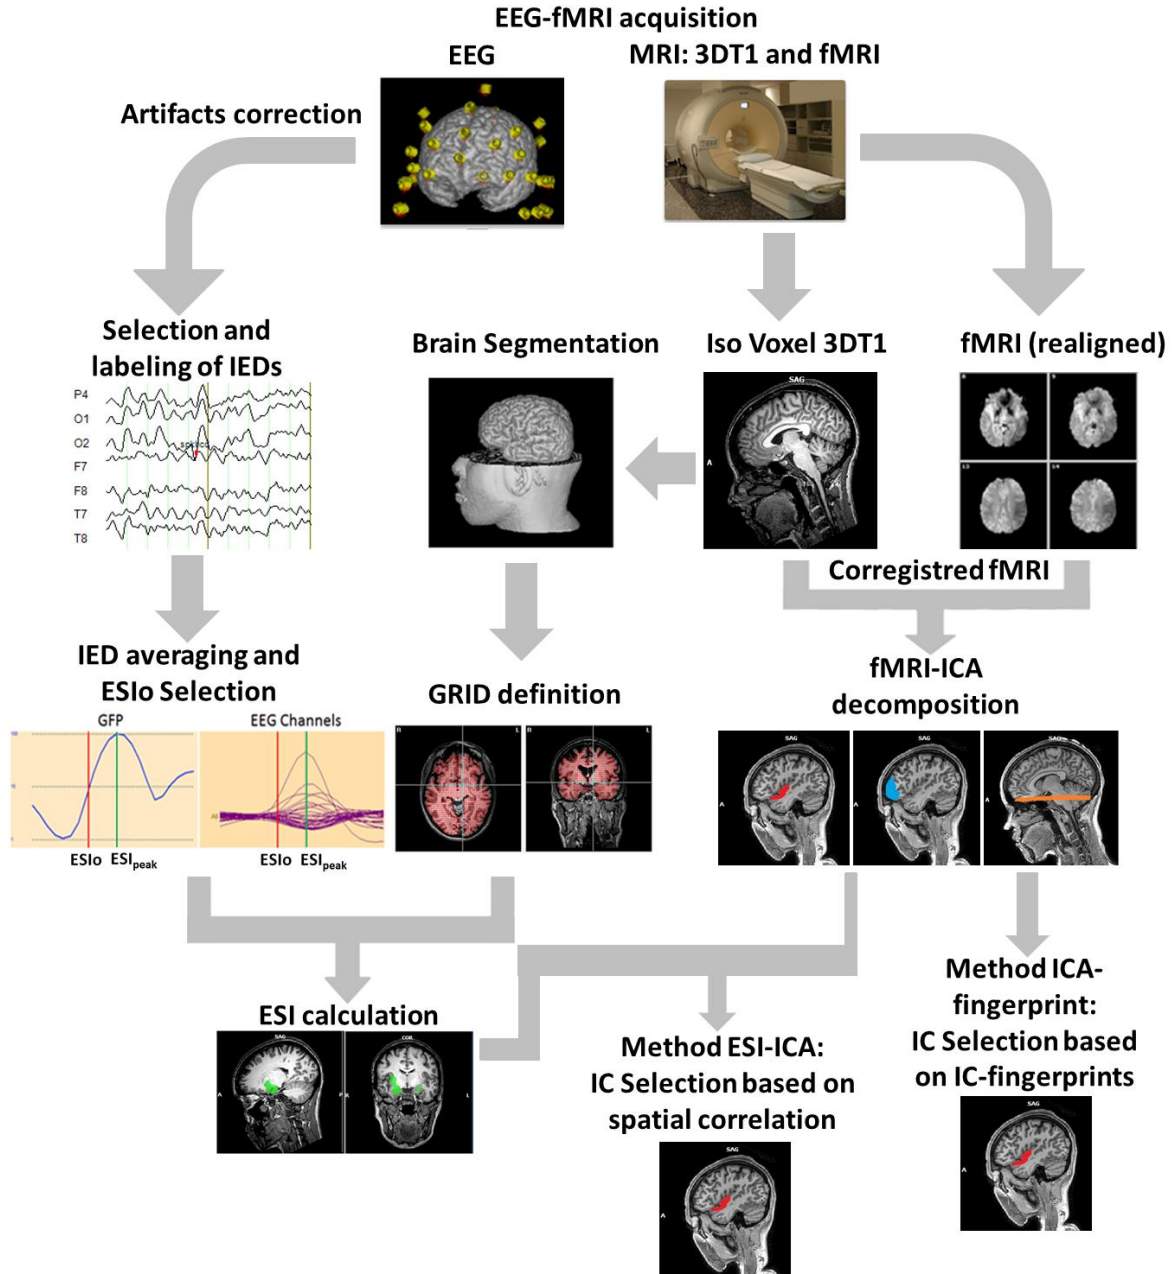 EEG-fMRI acquisition
EEG
MRI: 3DT1 and fMRI
Artifacts correction
Selection and
labeling of IEDs
P4
O1
O2
F7
F8
T7
T8
Brain Segmentation
Iso Voxel 3DT1
SAG
A
fMRI (realigned)
13
14
Corregistred fMRI
IED averaging and
ESIo Selection
GFP
EEG Channels
ESIo
ESIpeak
ESIo
ESIpeak
GRID definition
R
L
R
L
fMRI-ICA
decomposition
SAG
SAG
SAG
A
A
A
ESI calculation
SAG
COR
A
P
R
L
Method ESI-ICA:
IC Selection based on
spatial correlation
SAG
A
Method ICA-
fingerprint:
IC Selection based
on IC-fingerprints
SAG
A